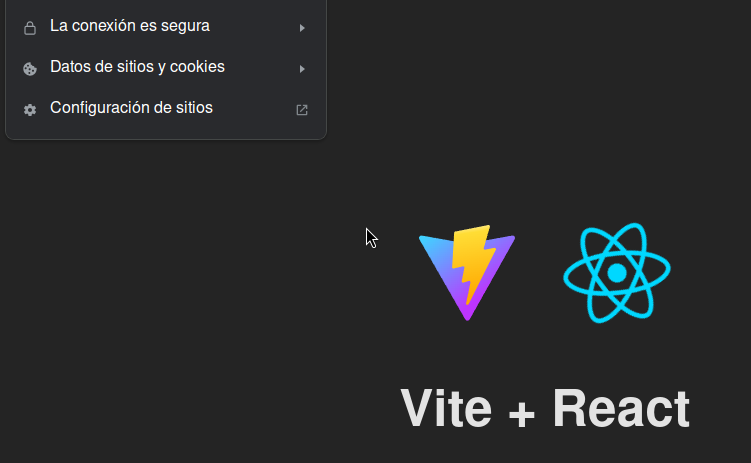 La conexión es segura
Datos de sitios y cookies
Configuración de sitios
Vite + React